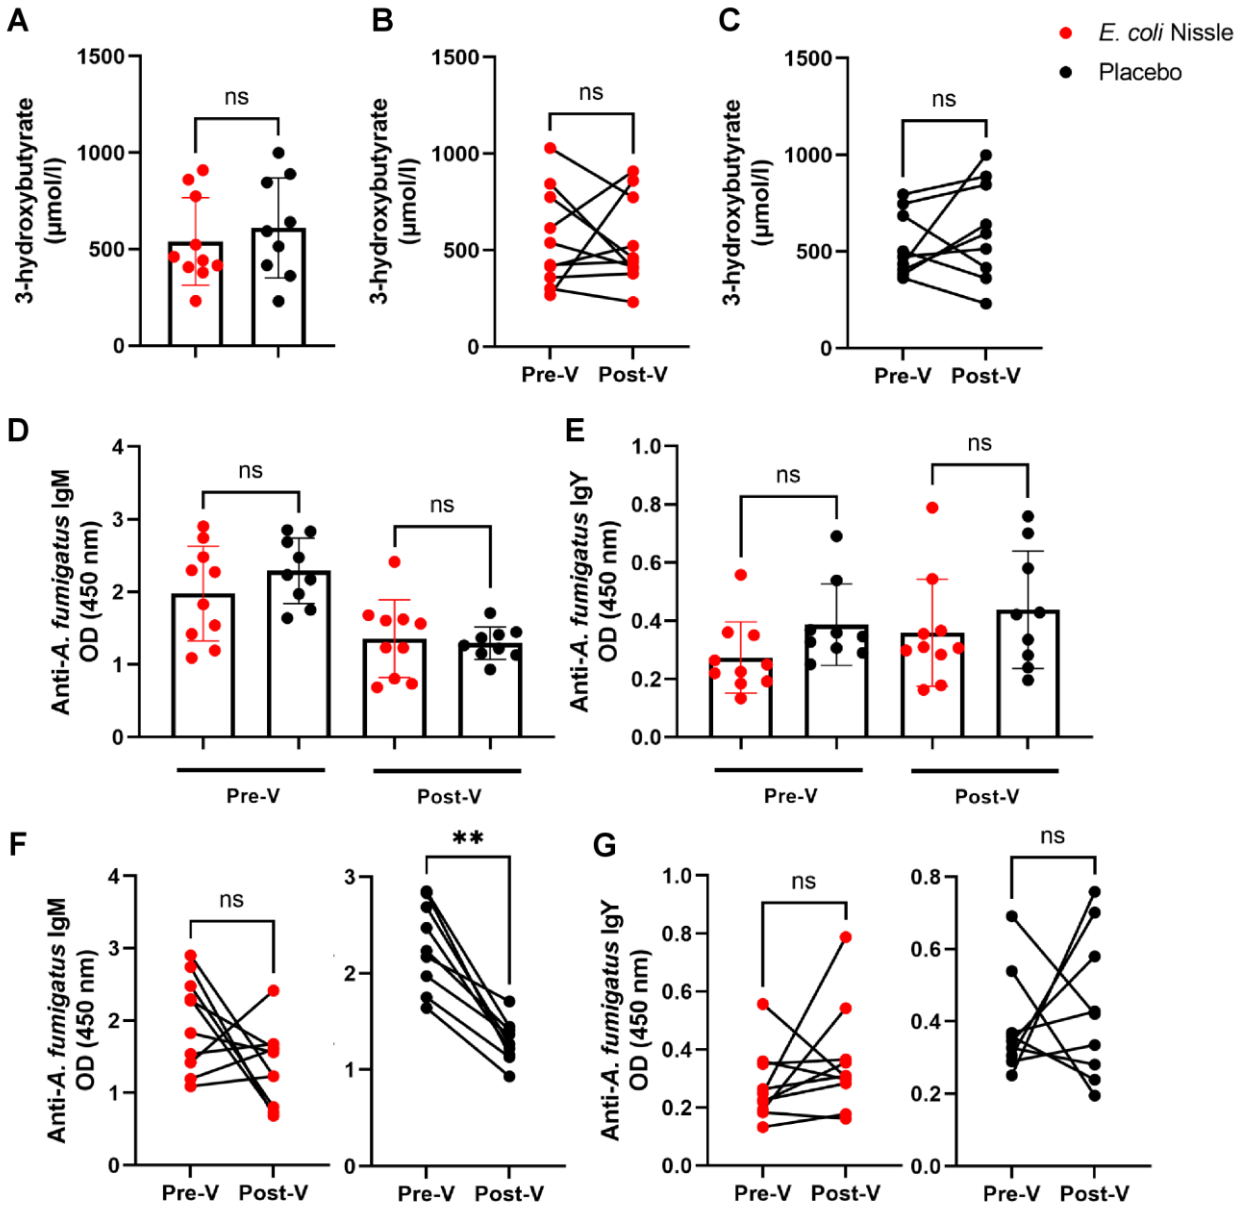 A
B
C
E. coli Nissle
Placebo
3-hydroxybutyrate
(µmol/l)
1500
1000
500
0
ns
3-hydroxybutyrate
(µmol/l)
1500
1000
500
0
ns
Pre-V Post-V
3-hydroxybutyrate
(µmol/l)
1500
1000
500
0
ns
Pre-V Post-V
D
Anti-A. fumigatus IgM
OD (450 nm)
4
3
2
1
0
ns
ns
Pre-V
Post-V
E
Anti-A. fumigatus IgY
OD (450 nm)
1.0
0.8
0.6
0.4
0.2
0.0
ns
ns
Pre-V
Post-V
F
Anti-A. fumigatus IgM
OD (450 nm)
4
3
2
1
0
ns
Pre-V Post-V
3
2
1
0
**
Pre-V Post-V
G
Anti-A. fumigatus IgY
OD (450 nm)
1.0
0.8
0.6
0.4
0.2
0.0
ns
Pre-V Post-V
0.8
0.6
0.4
0.2
0.0
ns
Pre-V Post-V